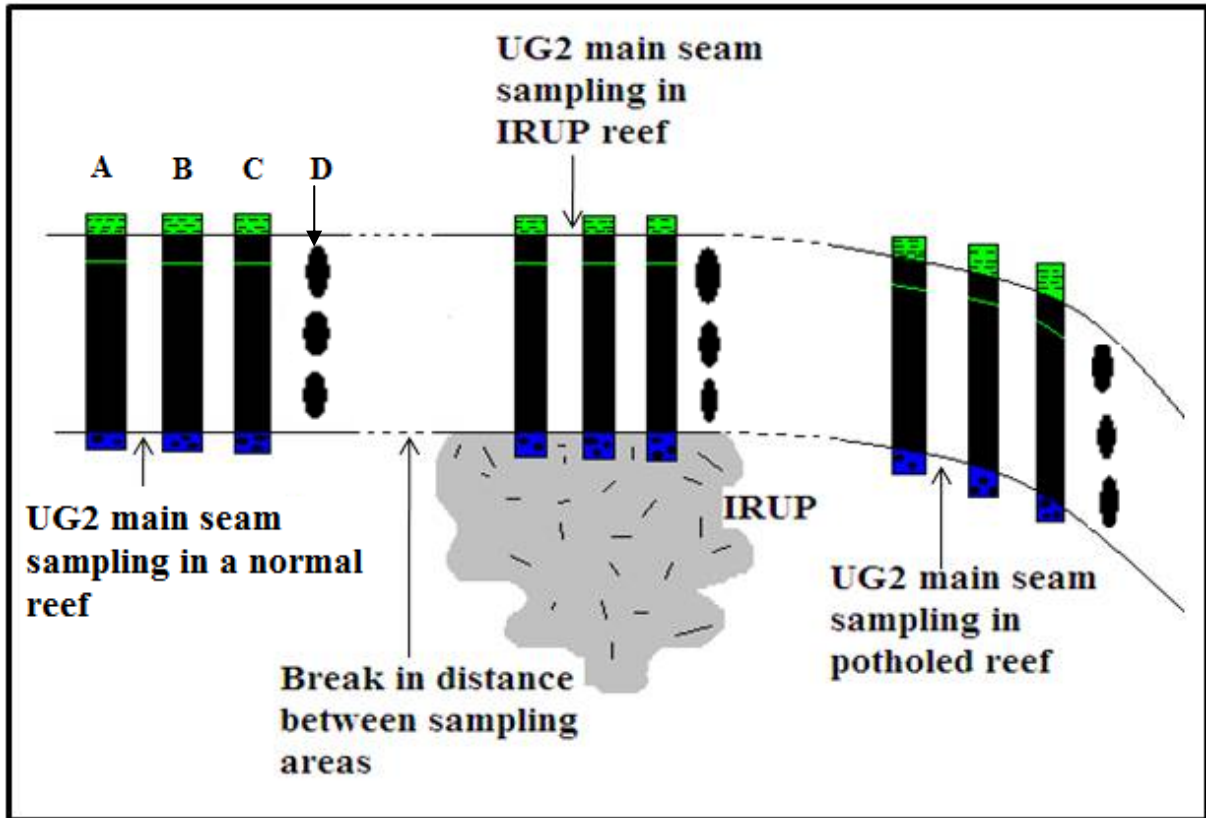 UG2 main seam
sampling in
IRUP reef
A B C D
UG2 main seam
sampling in a normal
reef
IRUP
Break in distance
between sampling
areas
UG2 main seam
sampling in
potholed reef